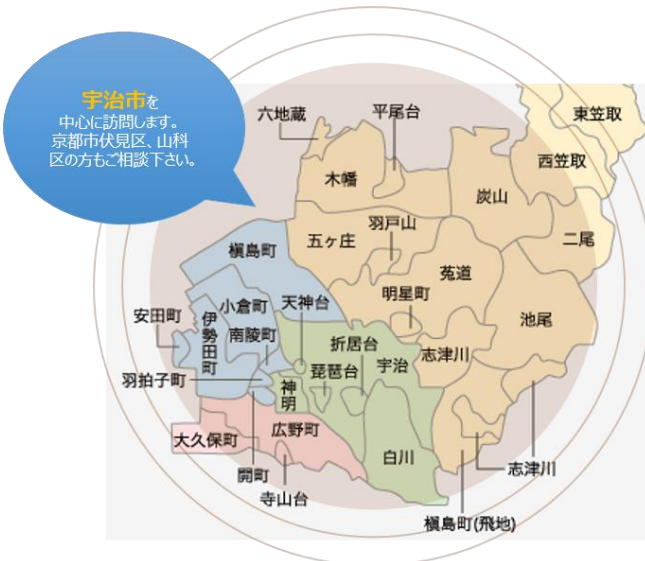 宇治市を
中心に訪問します。
京都市伏見区、山科
区の方もご相談下さい。
六地蔵
平尾台
東笠取
西笠取
木幡
炭山
羽戸山
五ヶ庄
二尾
槇島町
菟道
明星町
小倉町
天神台
池尾
安田町
伊勢田町
南陵町
折居台
宇治
志津川
琵琶台
羽拍子町
神明
大久保町
広野町
白川
開町
志津川
寺山台
槇島町(飛地)